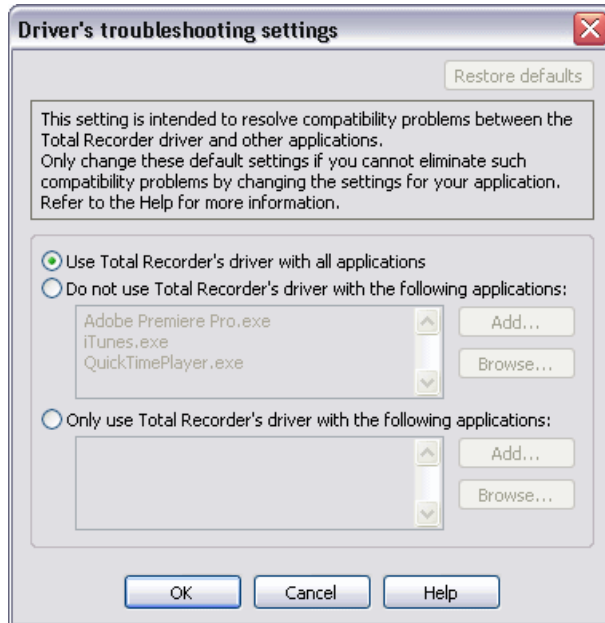 Driver's troubleshooting settings
Restore defaults
This setting is intended to resolve compatibility problems between the
Total Recorder driver and other applications.
Only change these default settings if you cannot eliminate such
compatibility problems by changing the settings for your application.
Refer to the Help for more information.
Use Total Recorder's driver with all applications
Do not use Total Recorder's driver with the following applications:
Adobe Premiere Pro.exe
iTunes.exe
QuickTimePlayer.exe
Add...
Browse...
Only use Total Recorder's driver with the following applications:
Add...
Browse...
OK
Cancel
Help